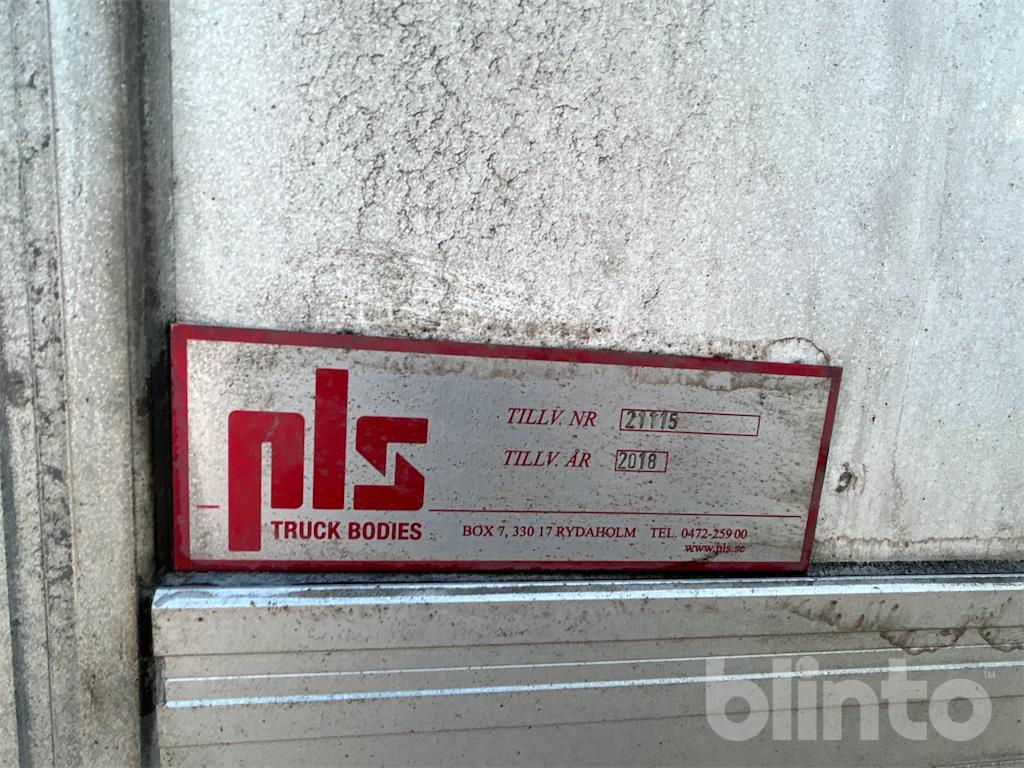 pls
TRUCK BODIES
TILLV. NR 21115
TILLV. ÅR 2018
BOX 7, 330 17 RYDAHOLM TEL. 0472-259 00
www.pls.se
blinto™